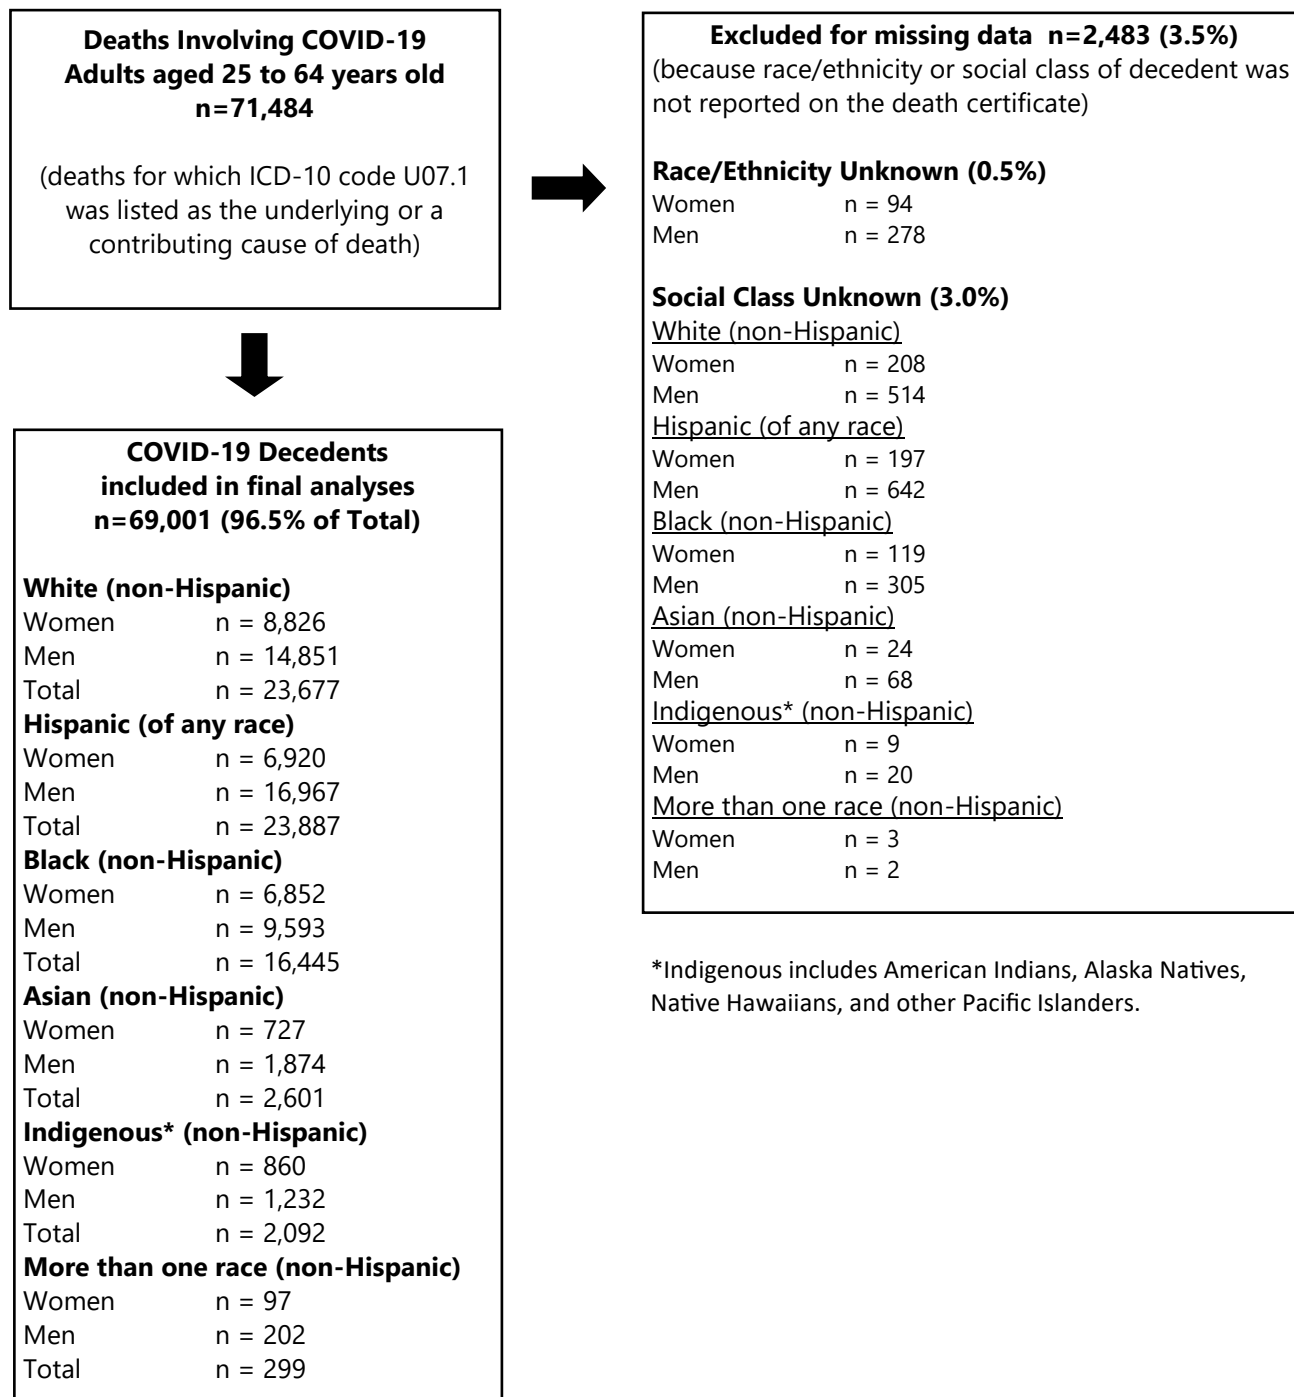 Deaths Involving COVID-19
Adults aged 25 to 64 years old
n=71,484
(deaths for which ICD-10 code U07.1
was listed as the underlying or a
contributing cause of death)
Excluded for missing data n=2,483 (3.5%)
(because race/ethnicity or social class of decedent was
not reported on the death certificate)
Race/Ethnicity Unknown (0.5%)
Women n = 94
Men n = 278
Social Class Unknown (3.0%)
White (non-Hispanic)
Women n = 208
Men n = 514
Hispanic (of any race)
Women n = 197
Men n = 642
Black (non-Hispanic)
Women n = 119
Men n = 305
Asian (non-Hispanic)
Women n = 24
Men n = 68
Indigenous* (non-Hispanic)
Women n = 9
Men n = 20
More than one race (non-Hispanic)
Women n = 3
Men n = 2
COVID-19 Decedents
included in final analyses
n=69,001 (96.5% of Total)
White (non-Hispanic)
Women n = 8,826
Men n = 14,851
Total n = 23,677
Hispanic (of any race)
Women n = 6,920
Men n = 16,967
Total n = 23,887
Black (non-Hispanic)
Women n = 6,852
Men n = 9,593
Total n = 16,445
Asian (non-Hispanic)
Women n = 727
Men n = 1,874
Total n = 2,601
Indigenous* (non-Hispanic)
Women n = 860
Men n = 1,232
Total n = 2,092
More than one race (non-Hispanic)
Women n = 97
Men n = 202
Total n = 299
*Indigenous includes American Indians, Alaska Natives,
Native Hawaiians, and other Pacific Islanders.